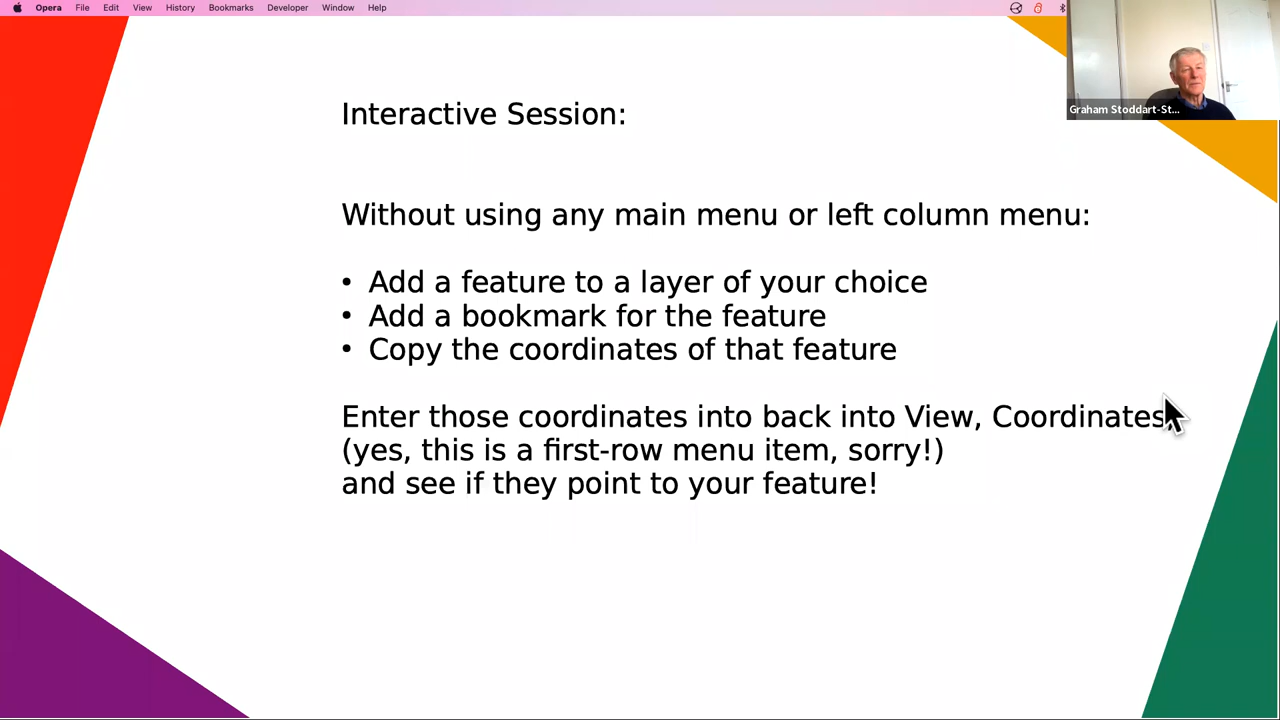 Opera File Edit View History Bookmarks Developer Window Help
Graham Stoddart-St...
Interactive Session:
Without using any main menu or left column menu:
• Add a feature to a layer of your choice
• Add a bookmark for the feature
• Copy the coordinates of that feature
Enter those coordinates into back into View, Coordinates
(yes, this is a first-row menu item, sorry!)
and see if they point to your feature!